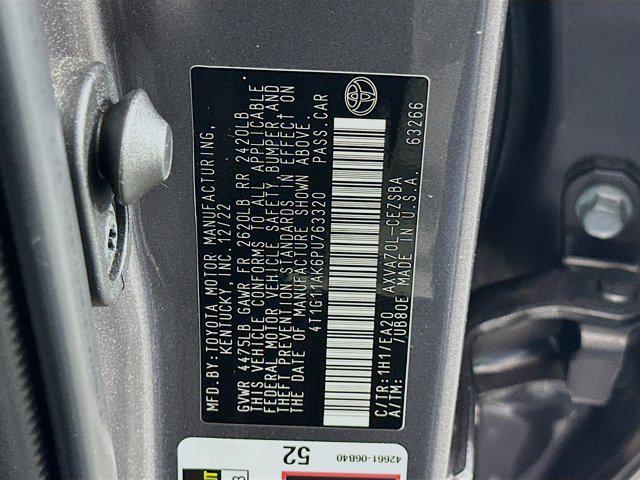 MFD. BY: TOYOTA MOTOR MANUFACTURING,
KENTUCKY, INC. 12/22
GVWR 4475LB GAWR FR 2620LB RR 2420LB
THIS VEHICLE CONFORMS TO ALL APPLICABLE
FEDERAL MOTOR VEHICLE SAFETY, BUMPER, AND
THEFT PREVENTION STANDARDS IN EFFECT ON
THE DATE OF MANUFACTURE SHOWN ABOVE.
4T1G11AK6PU763320 PASS.CAR
C/TR: 1H1/EA20 AXVA70L-CEZSBA
A/TM: /UB80E MADE IN U.S.A. 63266
42661-06B40
52